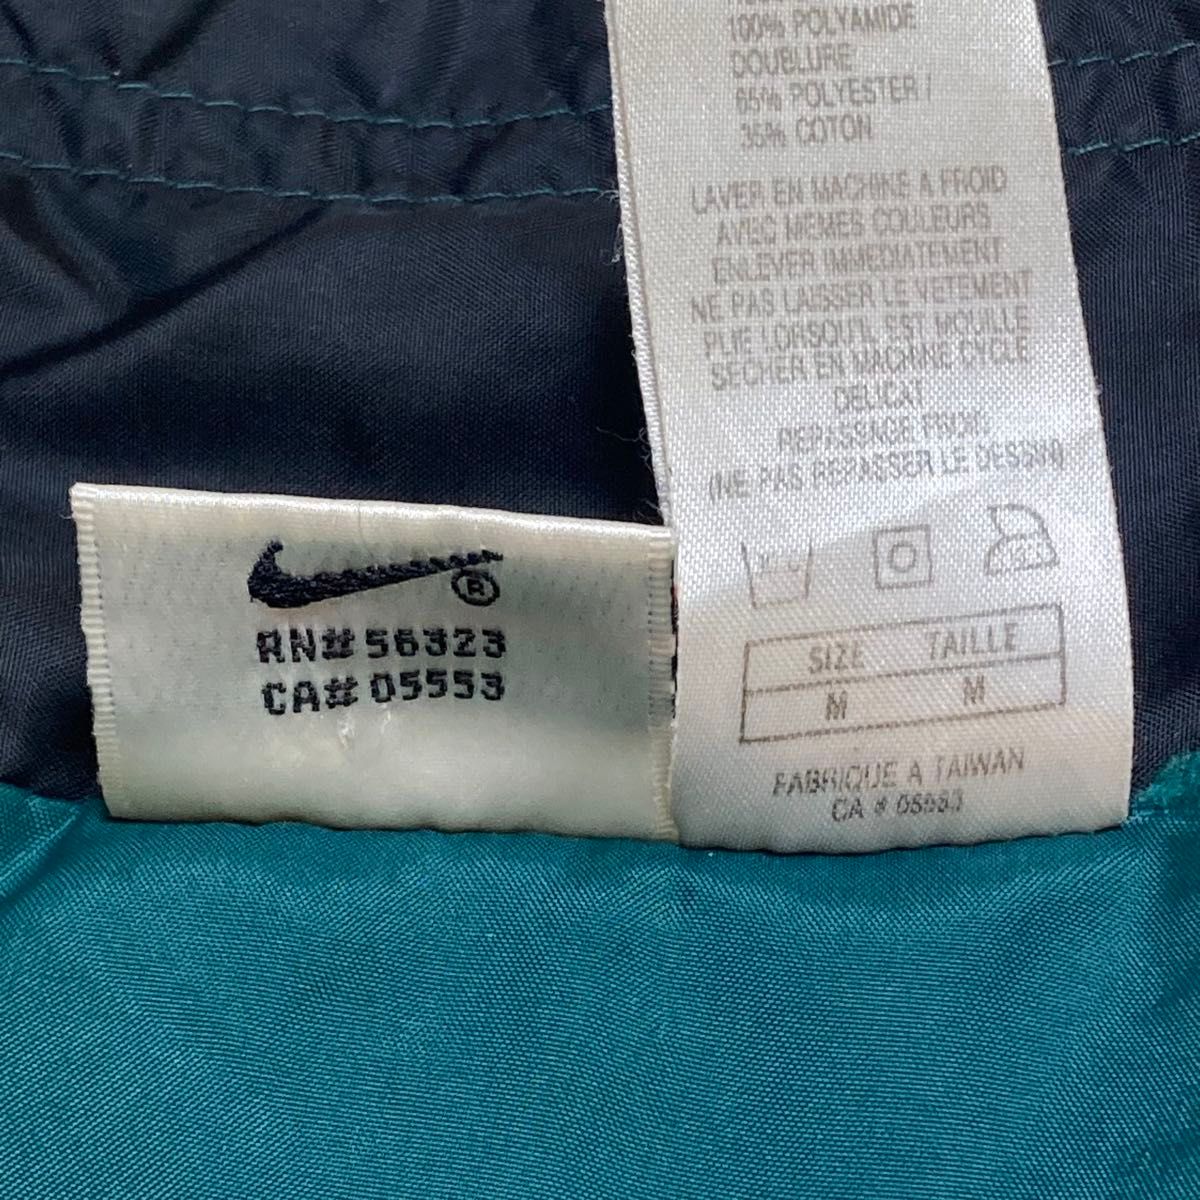 100% POLYAMIDE
DOUBLURE
65% POLYESTER /
35% COTON
LAVER EN MACHINE A FROID
AVEC MEMES COULEURS
ENLEVER IMMEDIATEMENT
NE PAS LAISSER LE VETEMENT
PLIE LORSQU'IL EST MOUILLE
SECHER EN MACHINE CYCLE
DELICAT
REPASSAGE FROID
(NE PAS REPASSER LE DESSIN)
SIZE TAILLE
M M
FABRIQUE A TAIWAN
CA # 05553
®
RN# 56323
CA# 05553